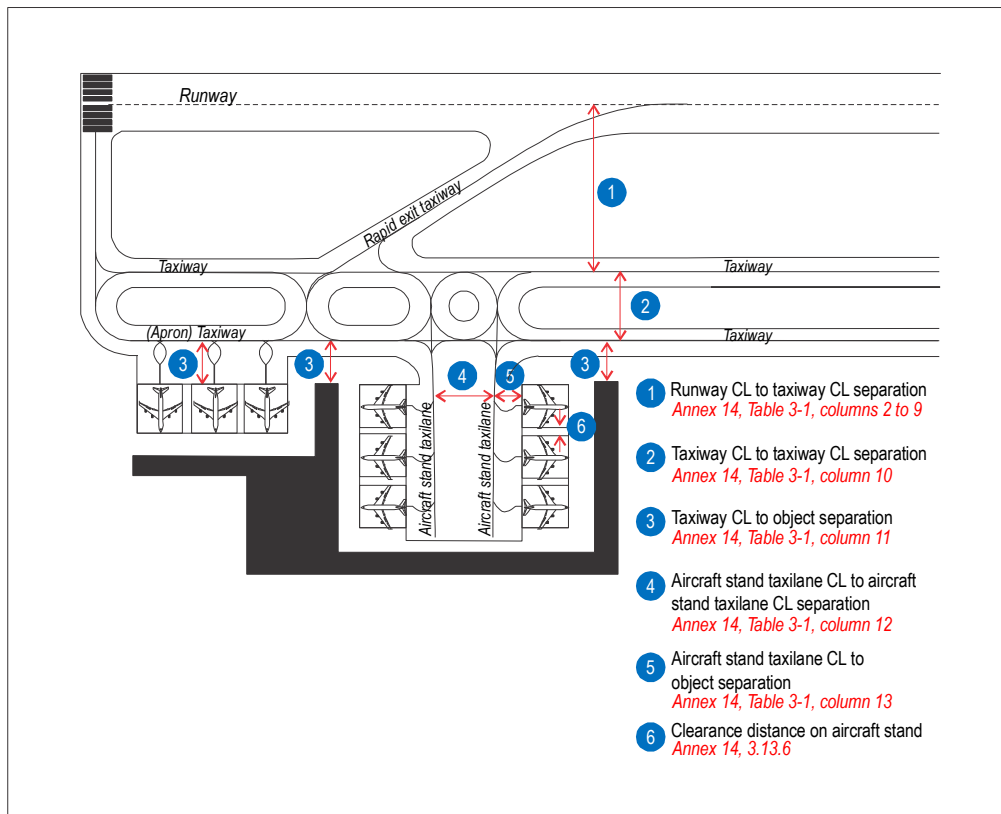 Runway
Rapid exit taxiway
1
Taxiway
Taxiway
2
(Apron) Taxiway
Taxiway
3
3
3
4
5
6
Aircraft stand taxilane
Aircraft stand taxilane
1 Runway CL to taxiway CL separation
Annex 14, Table 3-1, columns 2 to 9
2 Taxiway CL to taxiway CL separation
Annex 14, Table 3-1, column 10
3 Taxiway CL to object separation
Annex 14, Table 3-1, column 11
4 Aircraft stand taxilane CL to aircraft
stand taxilane CL separation
Annex 14, Table 3-1, column 12
5 Aircraft stand taxilane CL to
object separation
Annex 14, Table 3-1, column 13
6 Clearance distance on aircraft stand
Annex 14, 3.13.6